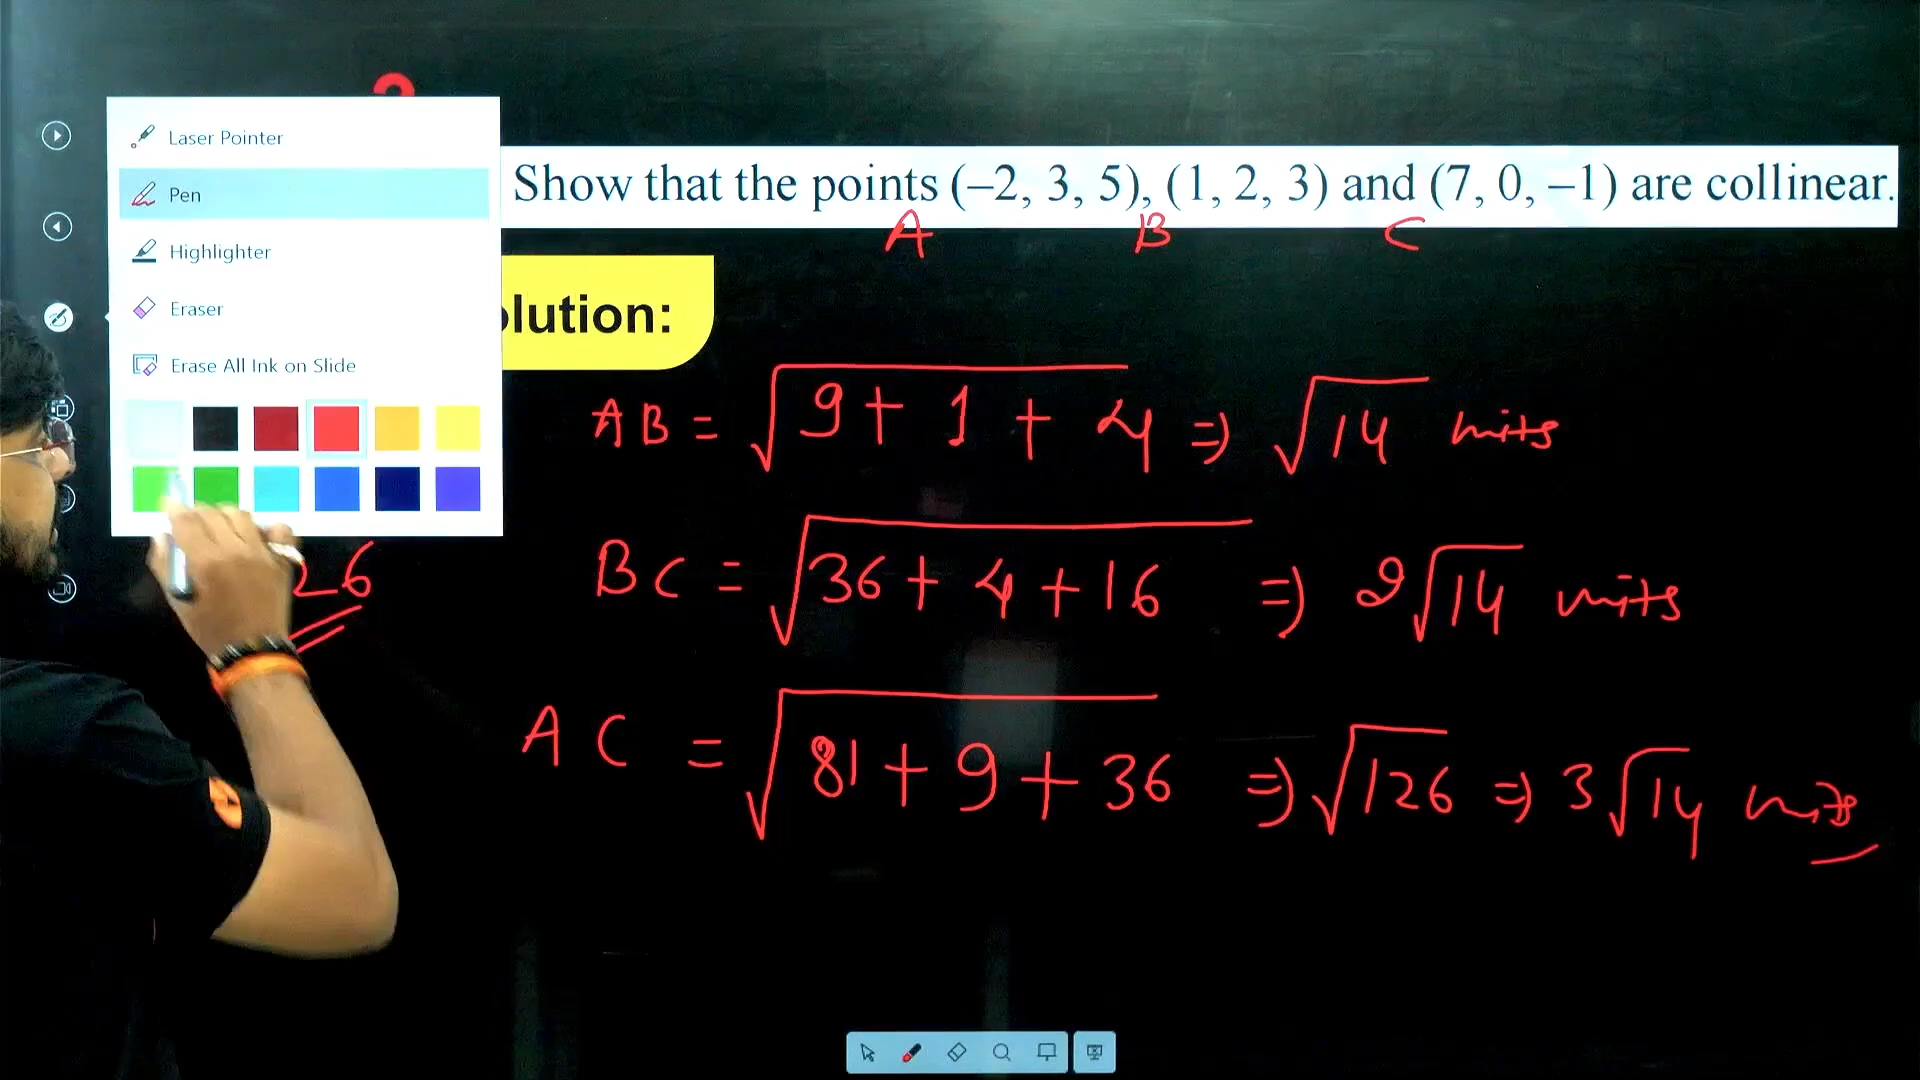 Laser Pointer
Pen
Highlighter
Eraser
Erase All Ink on Slide
Show that the points (–2, 3, 5), (1, 2, 3) and (7, 0, –1) are collinear.
A B C
olution:
AB = √9 + 1 + 4 ⇒ √14 units
BC = √36 + 4 + 16 ⇒ 2√14 units
26
AC = √81 + 9 + 36 ⇒ √126 ⇒ 3√14 units